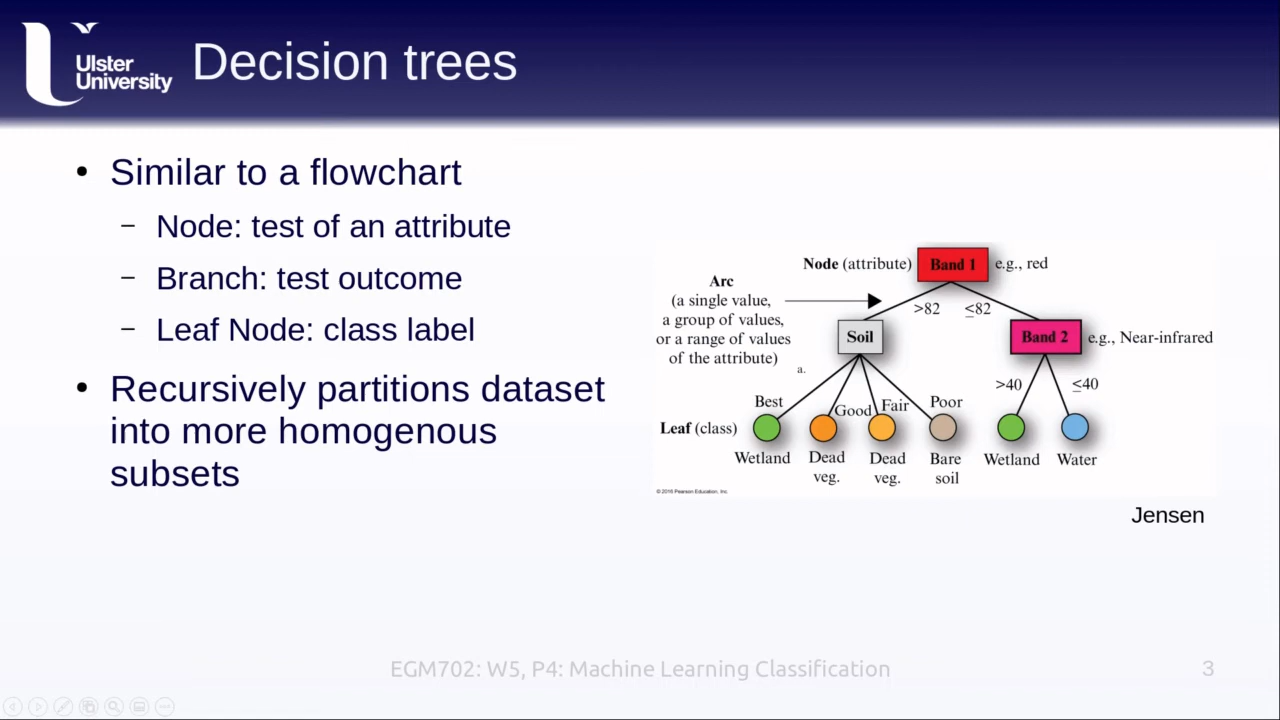 Ulster
University
Decision trees
• Similar to a flowchart
– Node: test of an attribute
– Branch: test outcome
– Leaf Node: class label
• Recursively partitions dataset
into more homogenous
subsets
Node (attribute) Band 1 e.g., red
Arc
(a single value,
a group of values,
or a range of values
of the attribute)
>82 ≤82
Soil
Band 2 e.g., Near-infrared
a.
>40 ≤40
Best Good Fair Poor
Leaf (class)
Wetland Dead Dead Bare Wetland Water
veg. veg. soil
© 2016 Pearson Education, Inc.
Jensen
EGM702: W5, P4: Machine Learning Classification
3